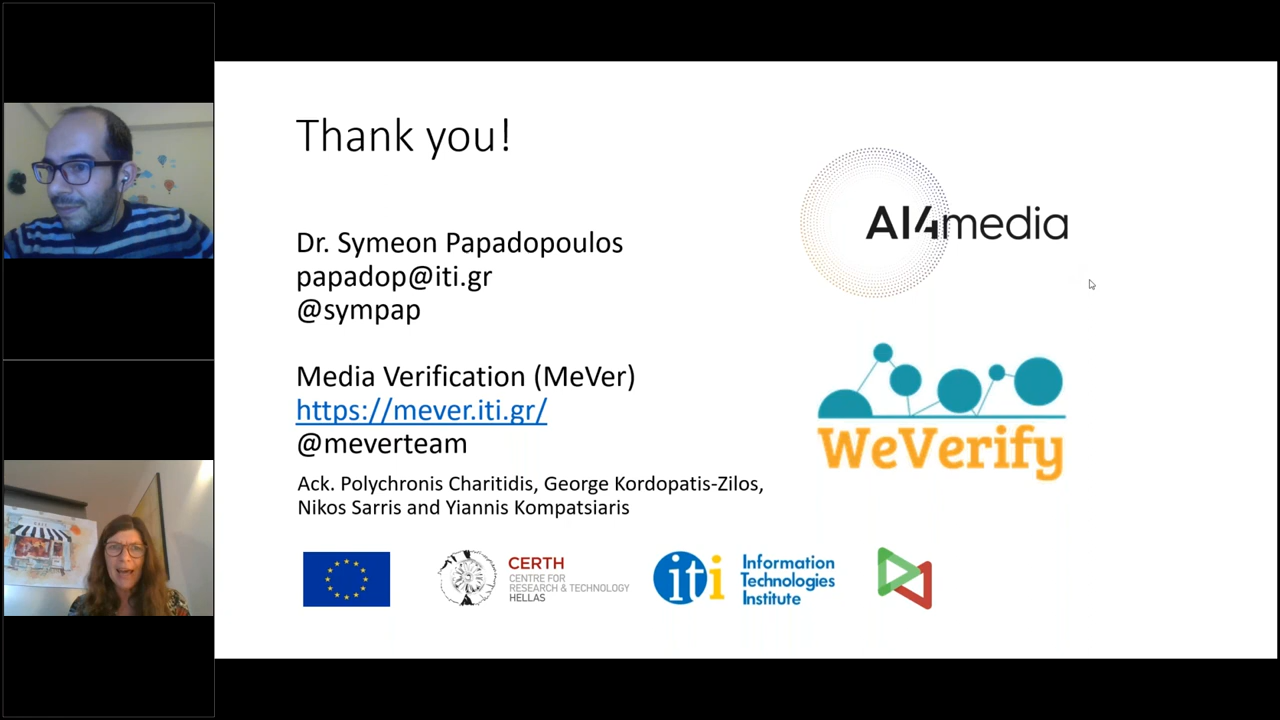 Thank you!
Dr. Symeon Papadopoulos
papadop@iti.gr
@sympap
Media Verification (MeVer)
https://mever.iti.gr/
@meverteam
Ack. Polychronis Charitidis, George Kordopatis-Zilos,
Nikos Sarris and Yiannis Kompatsiaris
AI4media
WeVerify
CERTH
CENTRE FOR
RESEARCH & TECHNOLOGY
HELLAS
iti
Information
Technologies
Institute